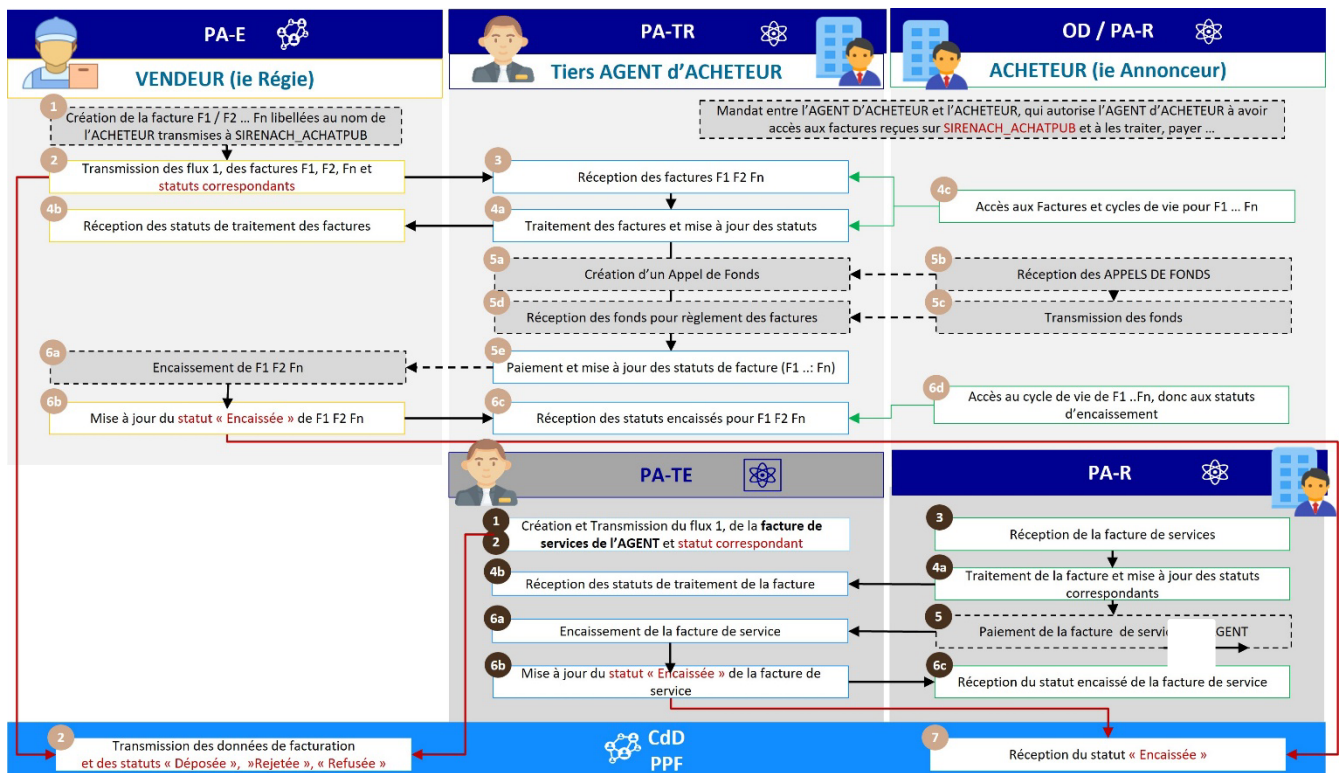 PA-E
PA-TR
OD / PA-R
VENDEUR (ie Régie)
Tiers AGENT d’ACHETEUR
ACHETEUR (ie Annonceur)
1
Création de la facture F1 / F2 ... Fn libellées au nom de
l’ACHETEUR transmises à SIRENACH_ACHATPUB
Mandat entre l’AGENT D’ACHETEUR et l’ACHETEUR, qui autorise l’AGENT D’ACHETEUR à avoir
accès aux factures reçues sur SIRENACH_ACHATPUB et à les traiter, payer ...
2
Transmission des flux 1, des factures F1, F2, Fn et
statuts correspondants
3
Réception des factures F1 F2 Fn
4c
Accès aux Factures et cycles de vie pour F1 ... Fn
4b
Réception des statuts de traitement des factures
4a
Traitement des factures et mise à jour des statuts
5a
Création d’un Appel de Fonds
5b
Réception des APPELS DE FONDS
5d
Réception des fonds pour règlement des factures
5c
Transmission des fonds
6a
Encaissement de F1 F2 Fn
5e
Paiement et mise à jour des statuts de facture (F1 ..: Fn)
6b
Mise à jour du statut « Encaissée » de F1 F2 Fn
6c
Réception des statuts encaissés pour F1 F2 Fn
6d
Accès au cycle de vie de F1 ..Fn, donc aux statuts
d’encaissement
PA-TE
PA-R
1
2
Création et Transmission du flux 1, de la facture de
services de l’AGENT et statut correspondant
3
Réception de la facture de services
4b
Réception des statuts de traitement de la facture
4a
Traitement de la facture et mise à jour des statuts
correspondants
6a
Encaissement de la facture de service
5
Paiement de la facture de servi GENT
6b
Mise à jour du statut « Encaissée » de la facture de
service
6c
Réception du statut encaissé de la facture de service
2
Transmission des données de facturation
et des statuts « Déposée », »Rejetée », « Refusée »
CdD
PPF
7
Réception du statut « Encaissée »